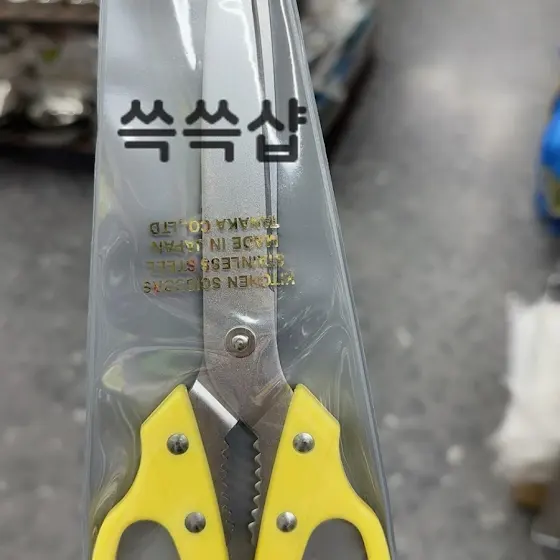 쓱쓱샵
KITCHEN SCISSORS
STAINLESS STEEL
MADE IN JAPAN
TANAKA CO.,LTD